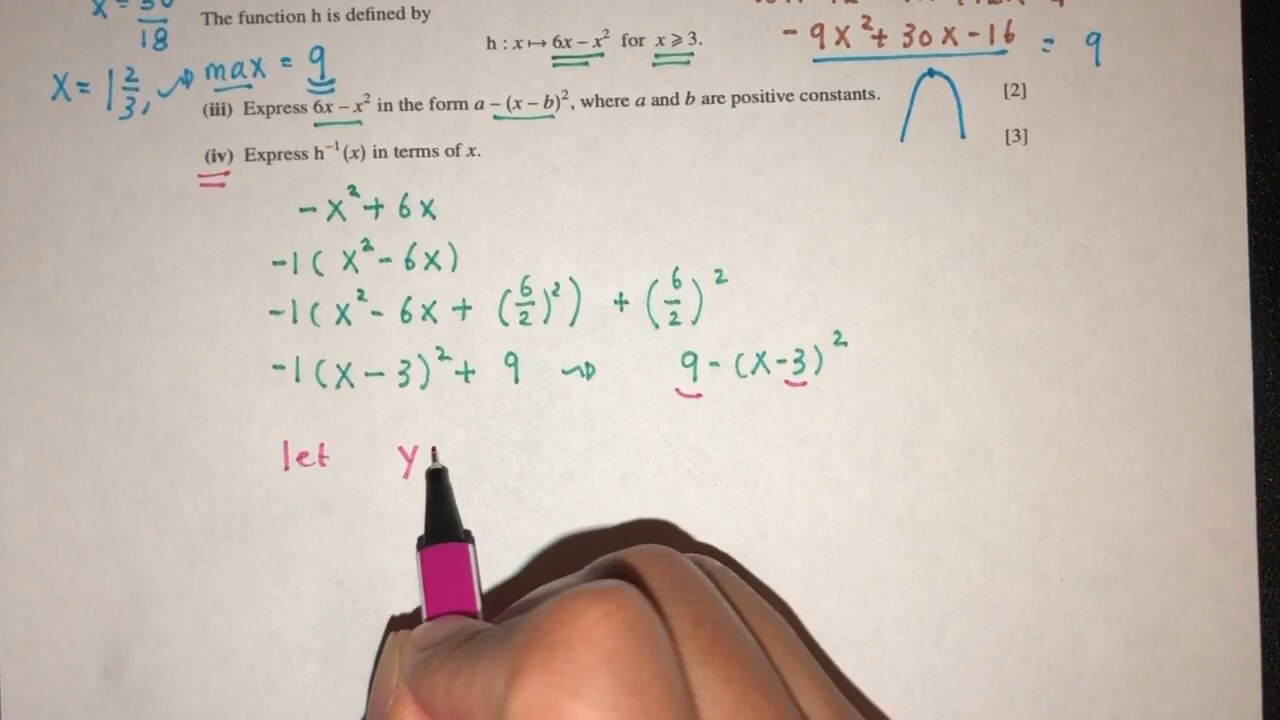 The function h is defined by
18
h : x ↦ 6x – x² for x ⩾ 3.
- 9x² + 30x - 16 = 9
x = 1 2/3, ⇝ max = 9
(iii) Express 6x – x² in the form a – (x – b)², where a and b are positive constants. [2]
(iv) Express h⁻¹(x) in terms of x. [3]
- x² + 6x
-1( x² - 6x)
-1( x² - 6x + (6/2)²) + (6/2)²
-1(x - 3)² + 9 ⇝ 9 - (x - 3)²
let y